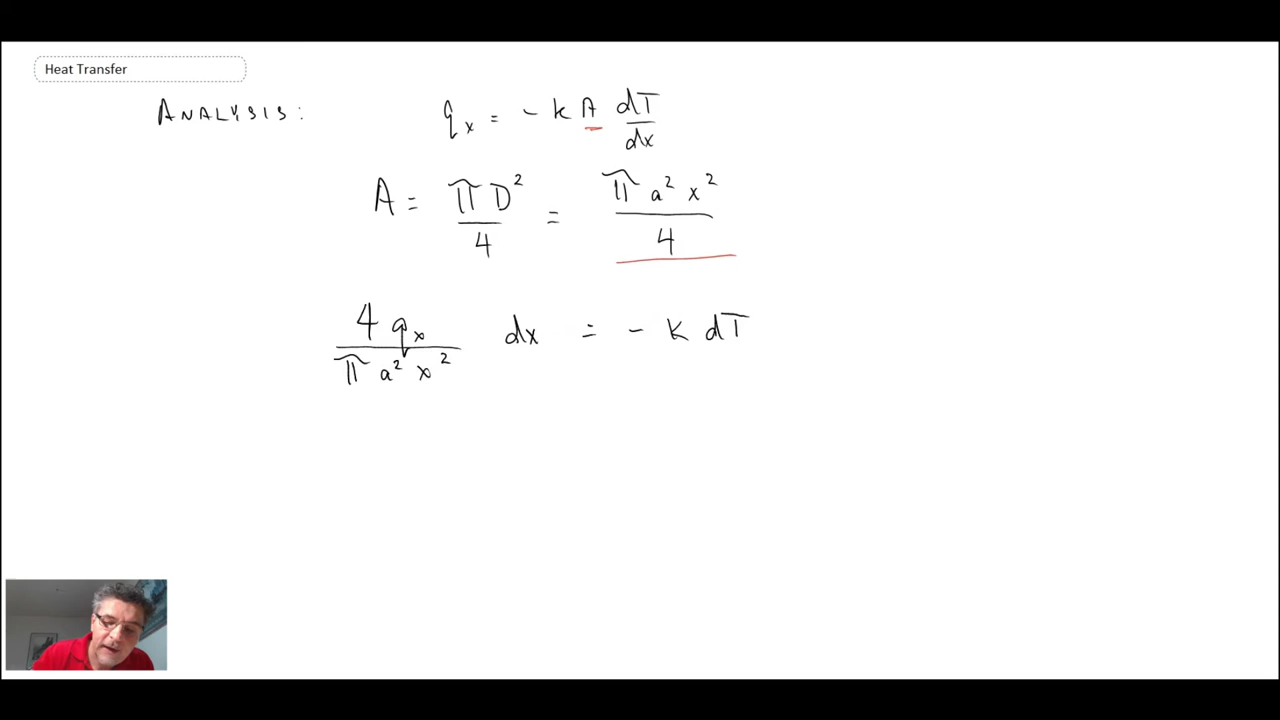 Heat Transfer
ANALYSIS: q_x = - k A dT/dx
A = πD²/4 = πa²x²/4
4q_x/πa²x² dx = - k dT